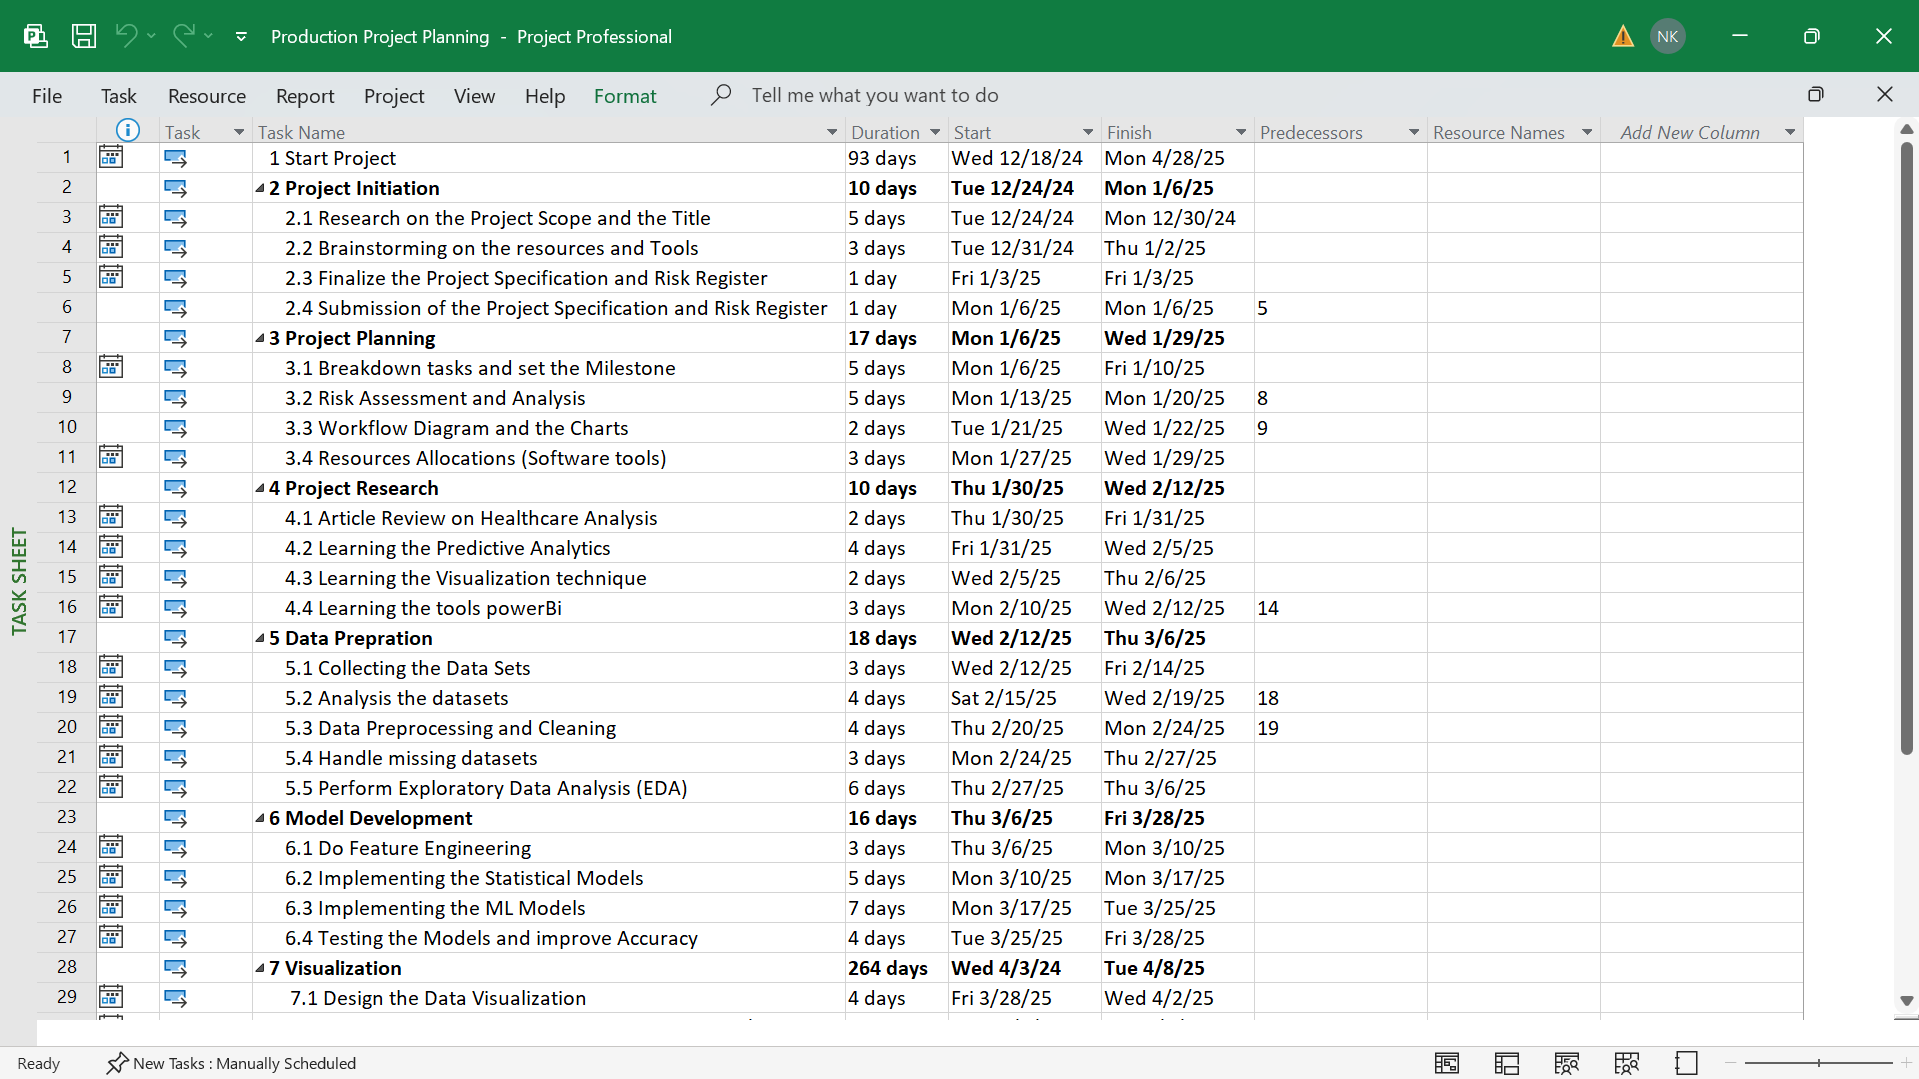 Production Project Planning - Project Professional
NK
File Task Resource Report Project View Help Format Tell me what you want to do
Task Task Name Duration Start Finish Predecessors Resource Names Add New Column
1 1 Start Project 93 days Wed 12/18/24 Mon 4/28/25
2 2 Project Initiation 10 days Tue 12/24/24 Mon 1/6/25
3 2.1 Research on the Project Scope and the Title 5 days Tue 12/24/24 Mon 12/30/24
4 2.2 Brainstorming on the resources and Tools 3 days Tue 12/31/24 Thu 1/2/25
5 2.3 Finalize the Project Specification and Risk Register 1 day Fri 1/3/25 Fri 1/3/25
6 2.4 Submission of the Project Specification and Risk Register 1 day Mon 1/6/25 Mon 1/6/25 5
7 3 Project Planning 17 days Mon 1/6/25 Wed 1/29/25
8 3.1 Breakdown tasks and set the Milestone 5 days Mon 1/6/25 Fri 1/10/25
9 3.2 Risk Assessment and Analysis 5 days Mon 1/13/25 Mon 1/20/25 8
10 3.3 Workflow Diagram and the Charts 2 days Tue 1/21/25 Wed 1/22/25 9
11 3.4 Resources Allocations (Software tools) 3 days Mon 1/27/25 Wed 1/29/25
12 4 Project Research 10 days Thu 1/30/25 Wed 2/12/25
13 4.1 Article Review on Healthcare Analysis 2 days Thu 1/30/25 Fri 1/31/25
14 4.2 Learning the Predictive Analytics 4 days Fri 1/31/25 Wed 2/5/25
15 4.3 Learning the Visualization technique 2 days Wed 2/5/25 Thu 2/6/25
16 4.4 Learning the tools powerBi 3 days Mon 2/10/25 Wed 2/12/25 14
17 5 Data Prepration 18 days Wed 2/12/25 Thu 3/6/25
18 5.1 Collecting the Data Sets 3 days Wed 2/12/25 Fri 2/14/25
19 5.2 Analysis the datasets 4 days Sat 2/15/25 Wed 2/19/25 18
20 5.3 Data Preprocessing and Cleaning 4 days Thu 2/20/25 Mon 2/24/25 19
21 5.4 Handle missing datasets 3 days Mon 2/24/25 Thu 2/27/25
22 5.5 Perform Exploratory Data Analysis (EDA) 6 days Thu 2/27/25 Thu 3/6/25
23 6 Model Development 16 days Thu 3/6/25 Fri 3/28/25
24 6.1 Do Feature Engineering 3 days Thu 3/6/25 Mon 3/10/25
25 6.2 Implementing the Statistical Models 5 days Mon 3/10/25 Mon 3/17/25
26 6.3 Implementing the ML Models 7 days Mon 3/17/25 Tue 3/25/25
27 6.4 Testing the Models and improve Accuracy 4 days Tue 3/25/25 Fri 3/28/25
28 7 Visualization 264 days Wed 4/3/24 Tue 4/8/25
29 7.1 Design the Data Visualization 4 days Fri 3/28/25 Wed 4/2/25
TASK SHEET
Ready New Tasks : Manually Scheduled